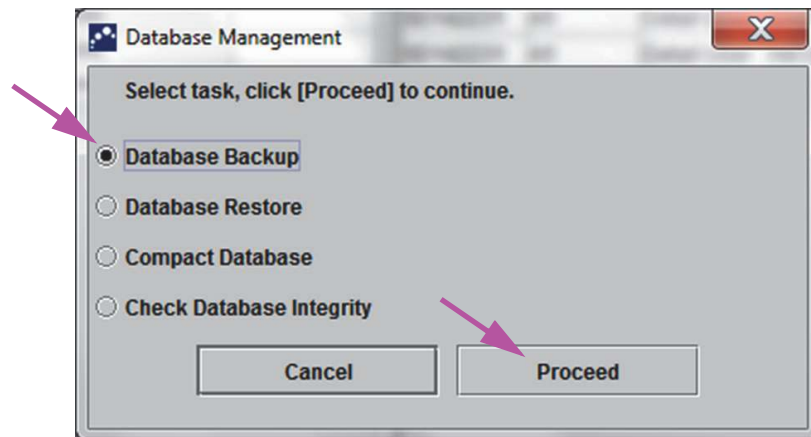 Database Management
Select task, click [Proceed] to continue.
Database Backup
Database Restore
Compact Database
Check Database Integrity
Cancel Proceed